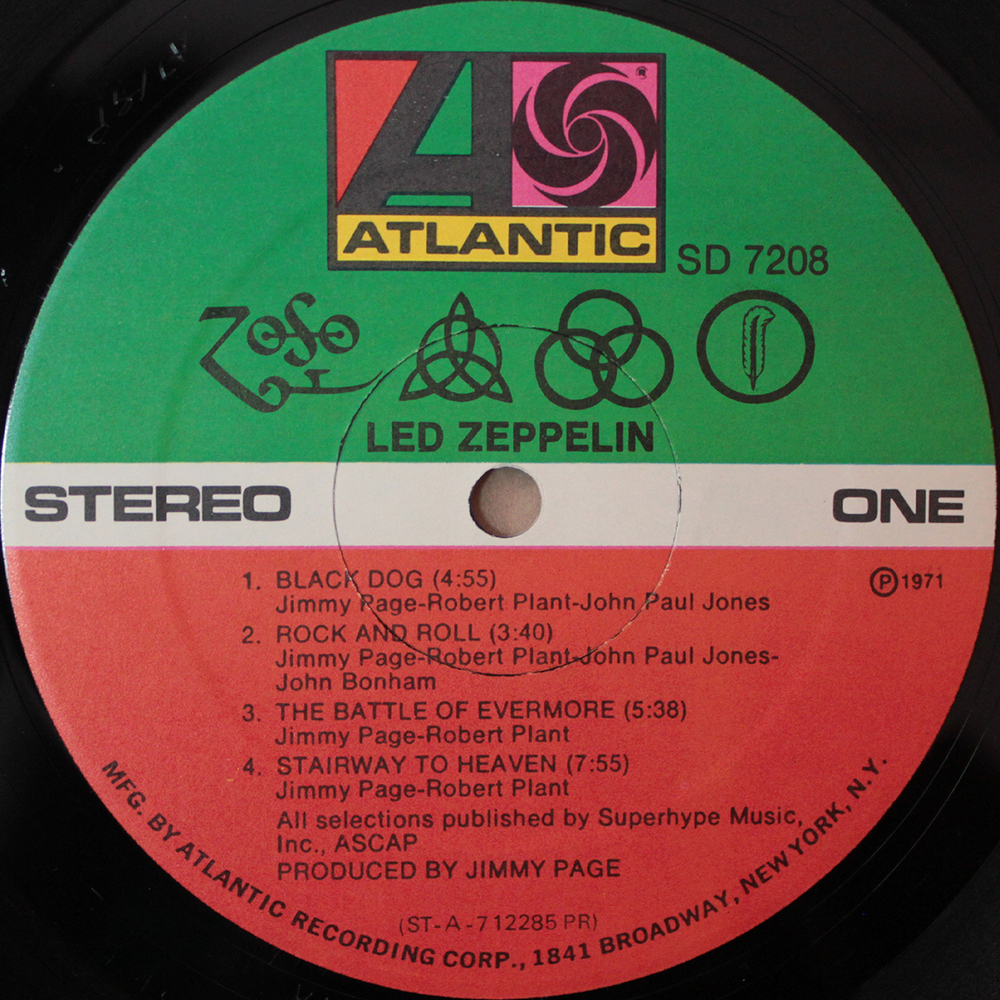 ATLANTIC
®
SD 7208
ZOSO
LED ZEPPELIN
STEREO
ONE
1. BLACK DOG (4:55)
Jimmy Page-Robert Plant-John Paul Jones
℗ 1971
2. ROCK AND ROLL (3:40)
Jimmy Page-Robert Plant-John Paul Jones-
John Bonham
3. THE BATTLE OF EVERMORE (5:38)
Jimmy Page-Robert Plant
4. STAIRWAY TO HEAVEN (7:55)
Jimmy Page-Robert Plant
All selections published by Superhype Music,
Inc., ASCAP
PRODUCED BY JIMMY PAGE
(ST-A-712285 PR)
MFG. BY ATLANTIC RECORDING CORP., 1841 BROADWAY, NEW YORK, N.Y.